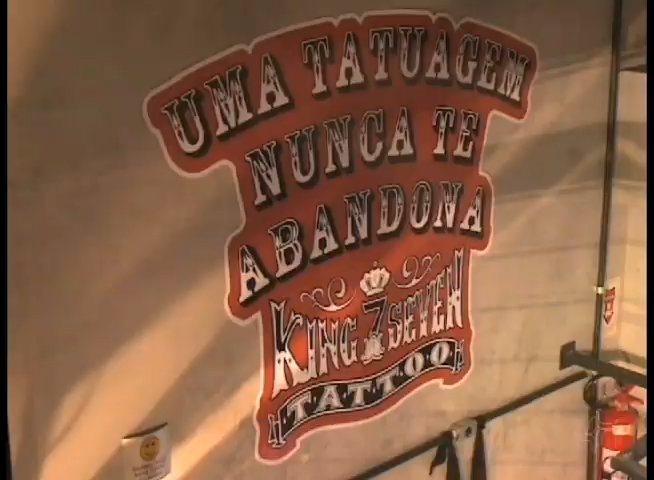 UMA TATUAGEM
NUNCA TE
ABANDONA
KING 7 SEVEN
TATTOO